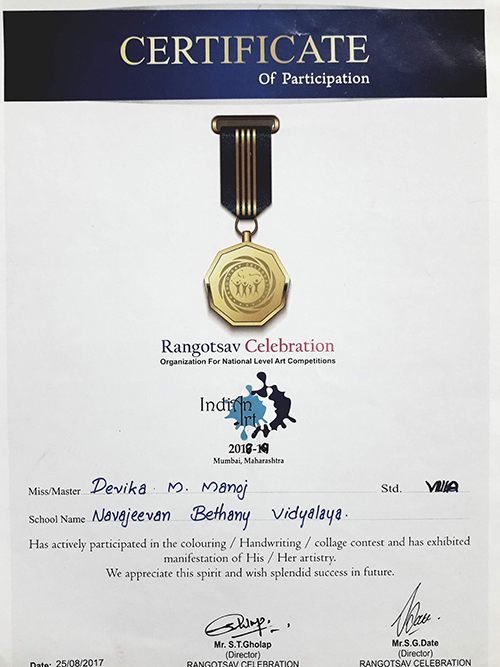 CERTIFICATE
Of Participation
Rangotsav Celebration
Organization For National Level Art Competitions
Indian Art
Mumbai, Maharashtra
Miss/Master Devika . M. Manoj Std.
School Name Navajeevan Bethany Vidyalaya.
Has actively participated in the colouring / Handwriting / collage contest and has exhibited
manifestation of His / Her artistry.
We appreciate this spirit and wish splendid success in future.
Mr. S.T.Gholap
(Director)
RANGOTSAV CELEBRATION
Mr.S.G.Date
(Director)
RANGOTSAV CELEBRATION
Date: 25/08/2017